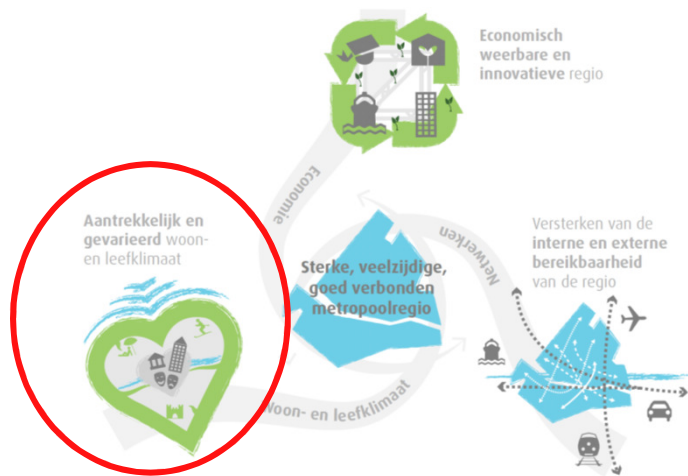 Economisch
weerbare en
innovatieve regio
Economie
Aantrekkelijk en
gevarieerd woon-
en leefklimaat
Sterke, veelzijdige,
goed verbonden
metropoolregio
Netwerken
Versterken van de
interne en externe
bereikbaarheid
van de regio
Woon- en leefklimaat